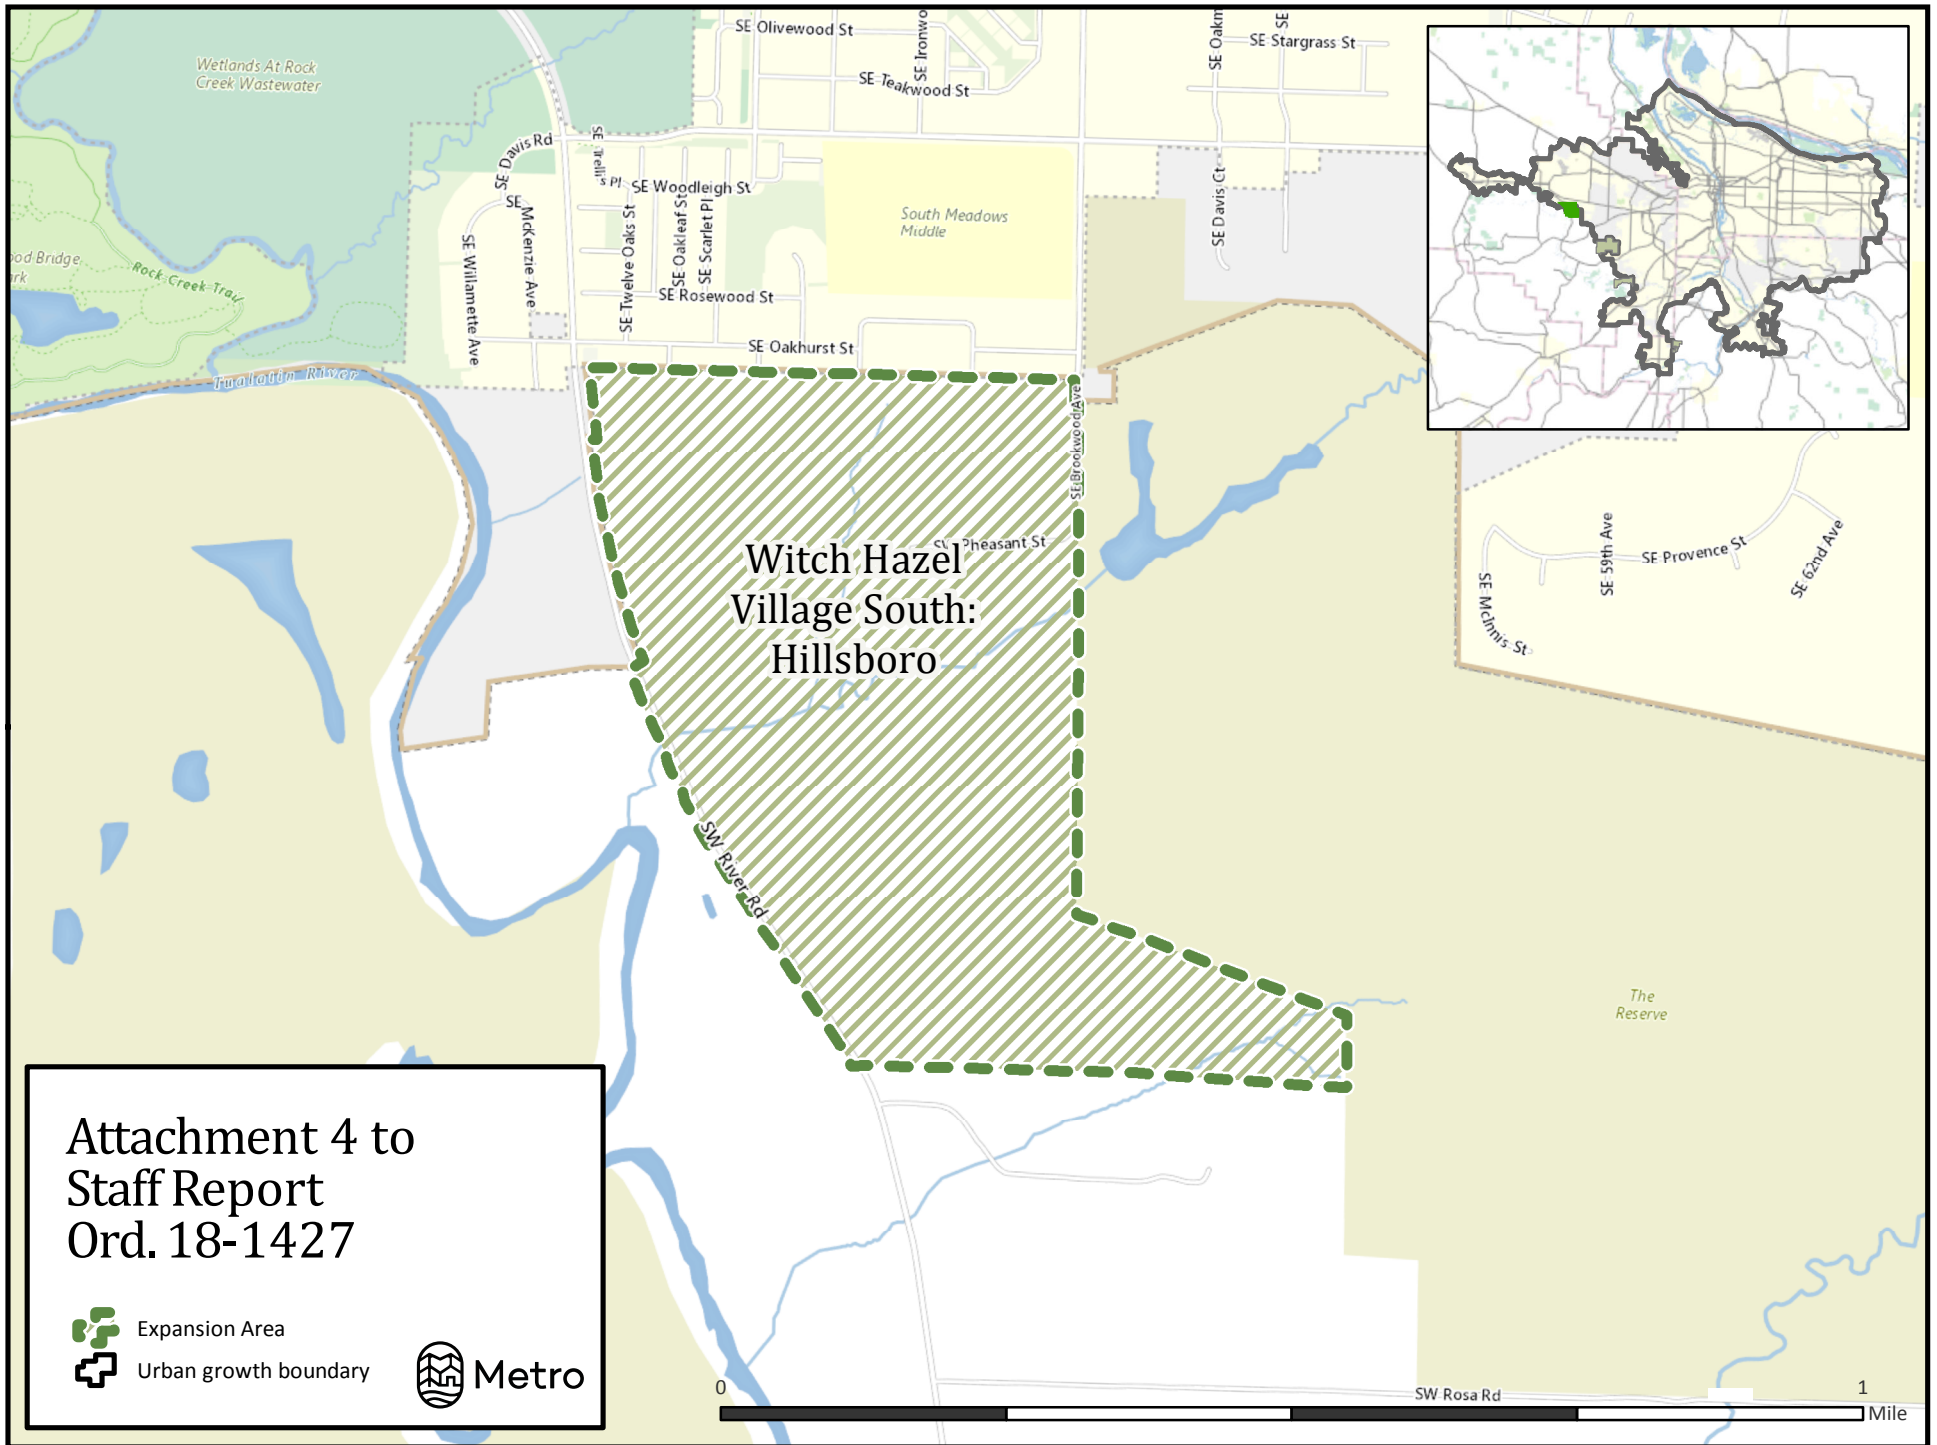 SE Olivewood St
SE Ironwo
SE Oakm
SE
SE Stargrass St
Wetlands At Rock
Creek Wastewater
SE Teakwood St
SE Davis Rd
SE Trellis Pl
SE Woodleigh St
SE McKenzie Ave
SE Willamette Ave
SE Twelve Oaks St
SE Oakleaf St
SE Scarlet Pl
South Meadows
Middle
SE Davis Ct
ood Bridge
ark
Rock Creek Trail
SE Rosewood St
SE Oakhurst St
Tualatin River
SE Brookwood Ave
SW Pheasant St
Witch Hazel
Village South:
Hillsboro
SE McInnis St
SE 59th Ave
SE Provence St
SE 62nd Ave
SW River Rd
The
Reserve
Attachment 4 to
Staff Report
Ord. 18-1427
Expansion Area
Urban growth boundary
Metro
SW Rosa Rd
0
1
Mile